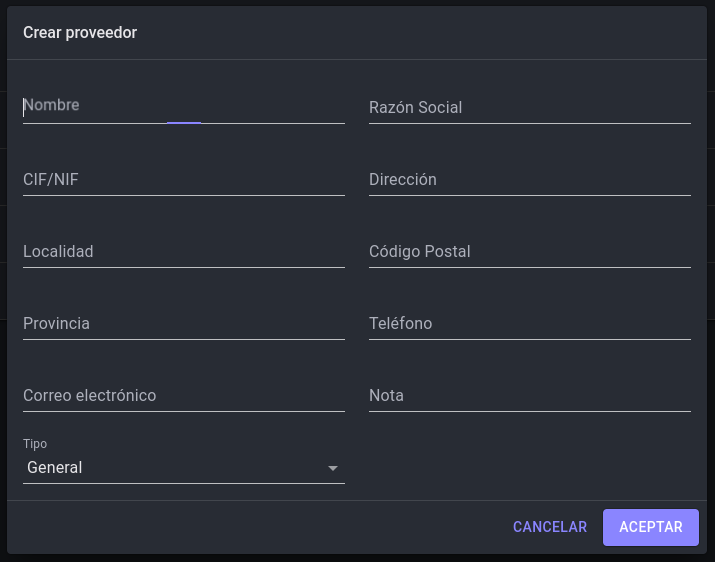 Crear proveedor
Nombre
Razón Social
CIF/NIF
Dirección
Localidad
Código Postal
Provincia
Teléfono
Correo electrónico
Nota
Tipo
General
CANCELAR
ACEPTAR